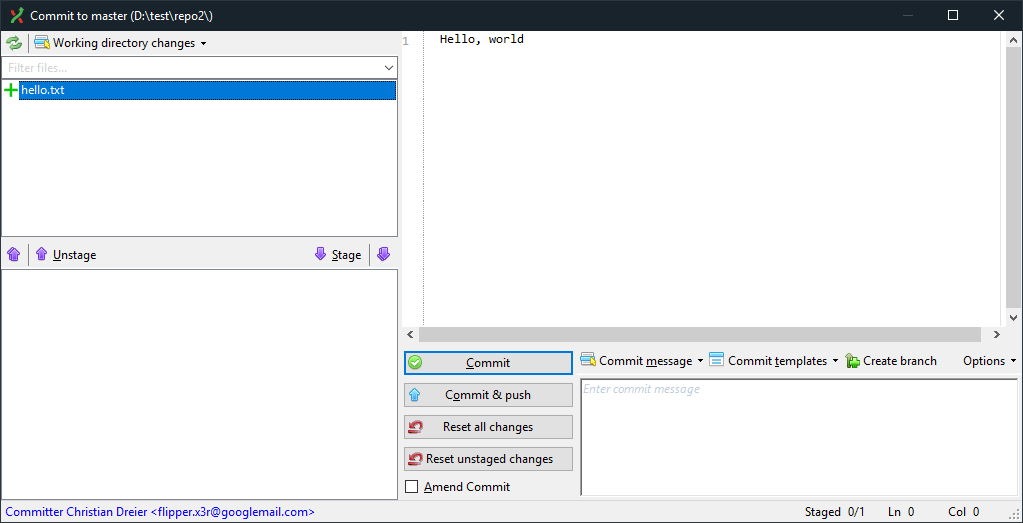 Commit to master (D:\test\repo2\)
Working directory changes
Filter files...
hello.txt
Unstage
Stage
1 Hello, world
Commit
Commit & push
Reset all changes
Reset unstaged changes
Amend Commit
Commit message
Commit templates
Create branch
Options
Enter commit message
Committer Christian Dreier <flipper.x3r@googlemail.com>
Staged 0/1
Ln 0
Col 0